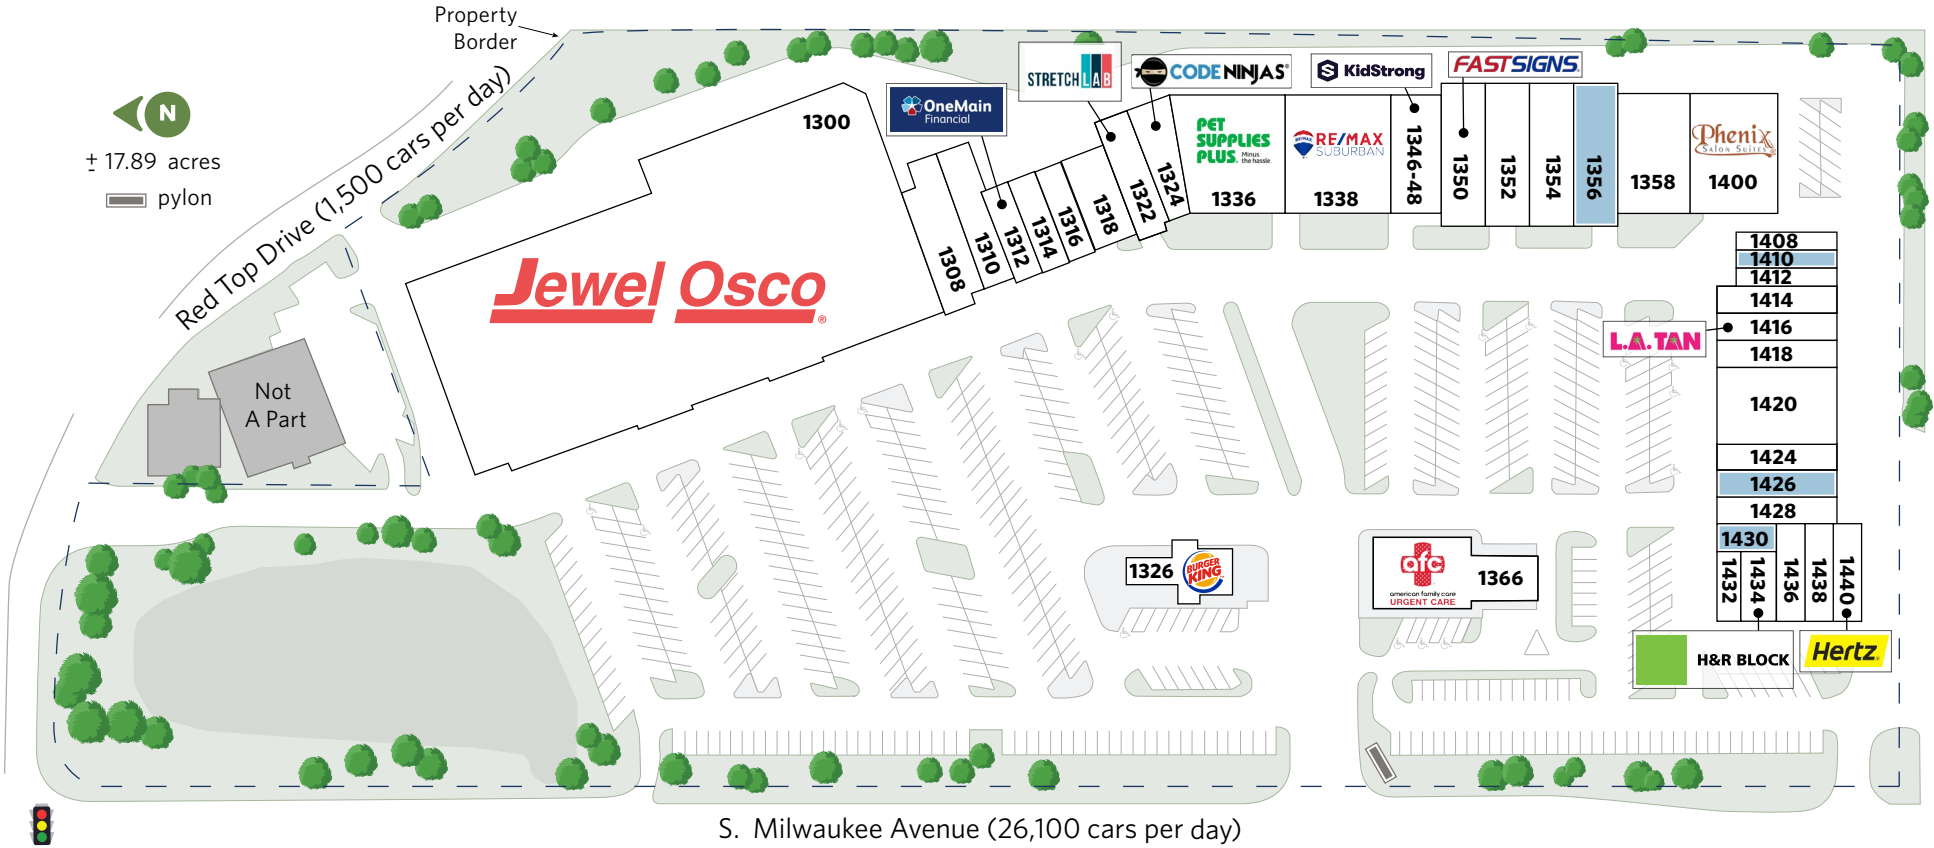 Property
Border
N
± 17.89 acres
pylon
Red Top Drive (1,500 cars per day)
Not
A Part
1300
Jewel Osco®
OneMain
Financial
STRETCHLAB
CODE NINJAS®
KidStrong
FASTSIGNS®
1308
1310
1312
1314
1316
1318
1322
1324
PET
SUPPLIES
PLUS.
Minus
the hassle.
1336
RE/MAX
SUBURBAN
1338
1346-48
1350
1352
1354
1356
1358
Phenix
Salon Suites®
1400
1408
1410
1412
1414
L.A. TAN
1416
1418
1420
1424
1426
1428
1430
1432
1434
1436
1438
1440
1326
BURGER
KING
afc
american family care
URGENT CARE
1366
H&R BLOCK
Hertz
S. Milwaukee Avenue (26,100 cars per day)